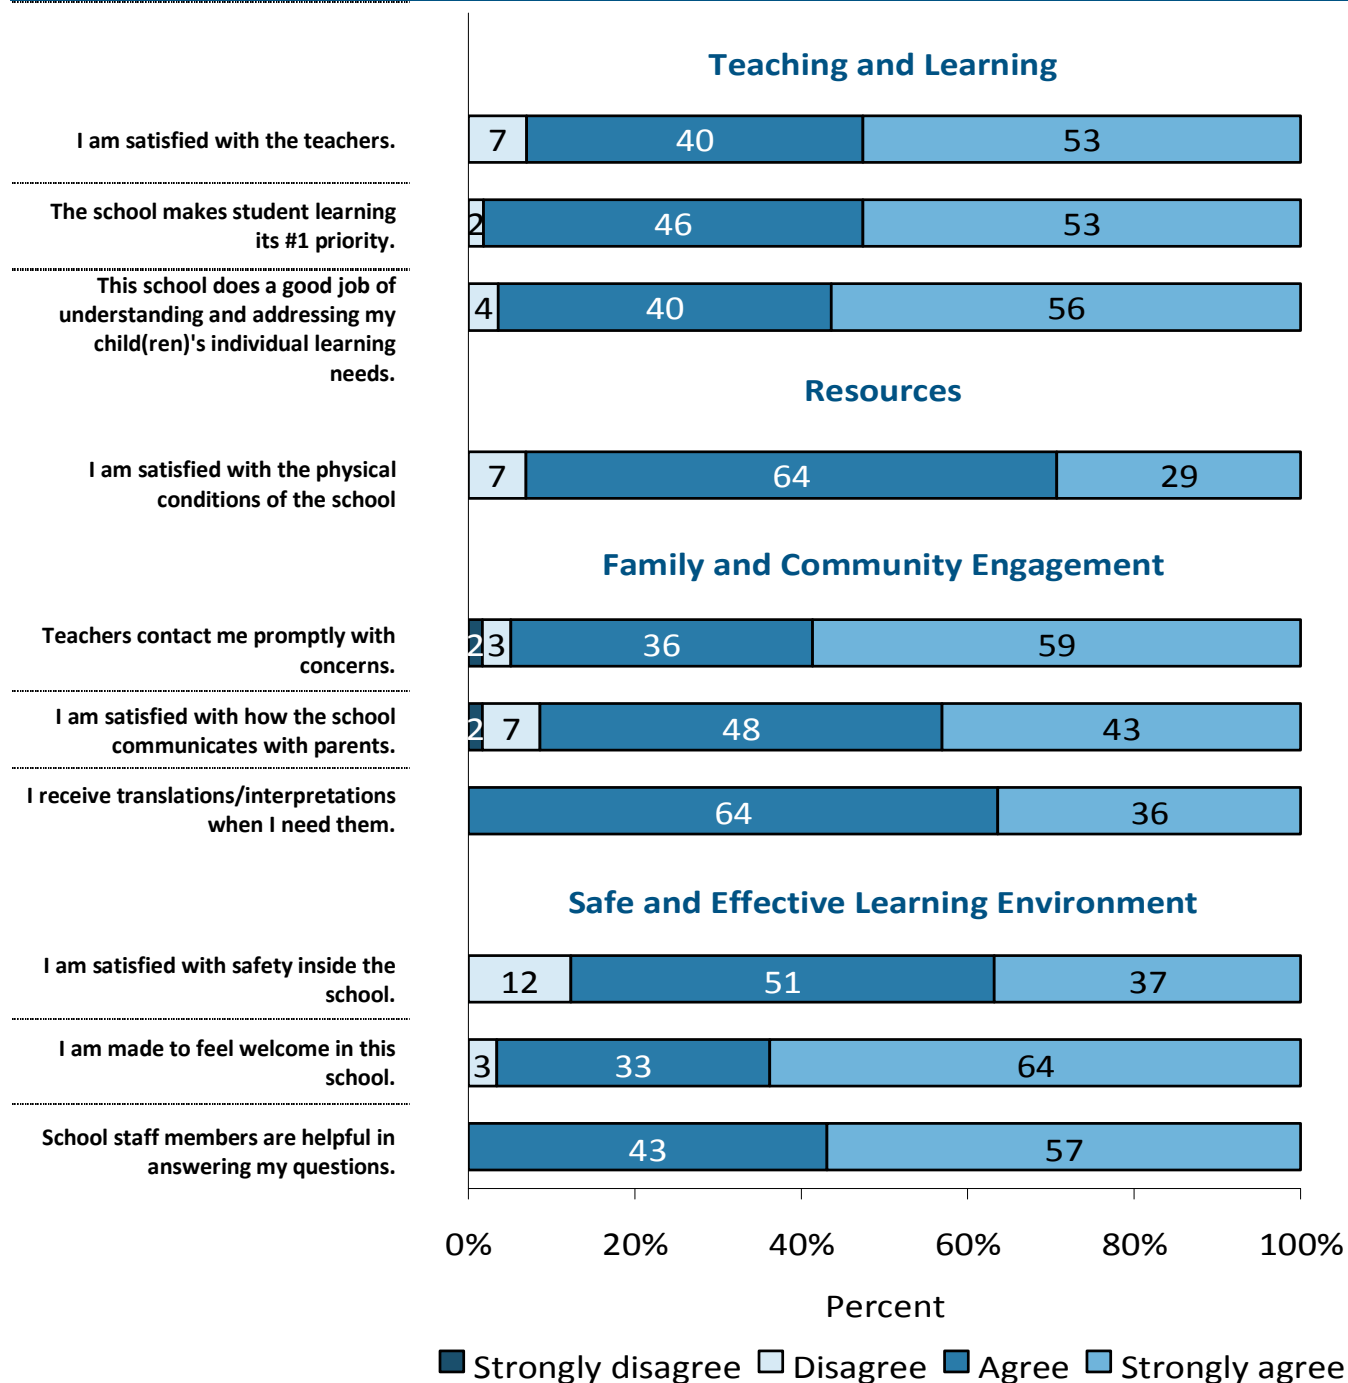 Teaching and Learning
I am satisfied with the teachers.
7 40 53
The school makes student learning
its #1 priority.
2 46 53
This school does a good job of
understanding and addressing my
child(ren)'s individual learning
needs.
4 40 56
Resources
I am satisfied with the physical
conditions of the school
7 64 29
Family and Community Engagement
Teachers contact me promptly with
concerns.
2 3 36 59
I am satisfied with how the school
communicates with parents.
2 7 48 43
I receive translations/interpretations
when I need them.
64 36
Safe and Effective Learning Environment
I am satisfied with safety inside the
school.
12 51 37
I am made to feel welcome in this
school.
3 33 64
School staff members are helpful in
answering my questions.
43 57
0% 20% 40% 60% 80% 100%
Percent
Strongly disagree Disagree Agree Strongly agree